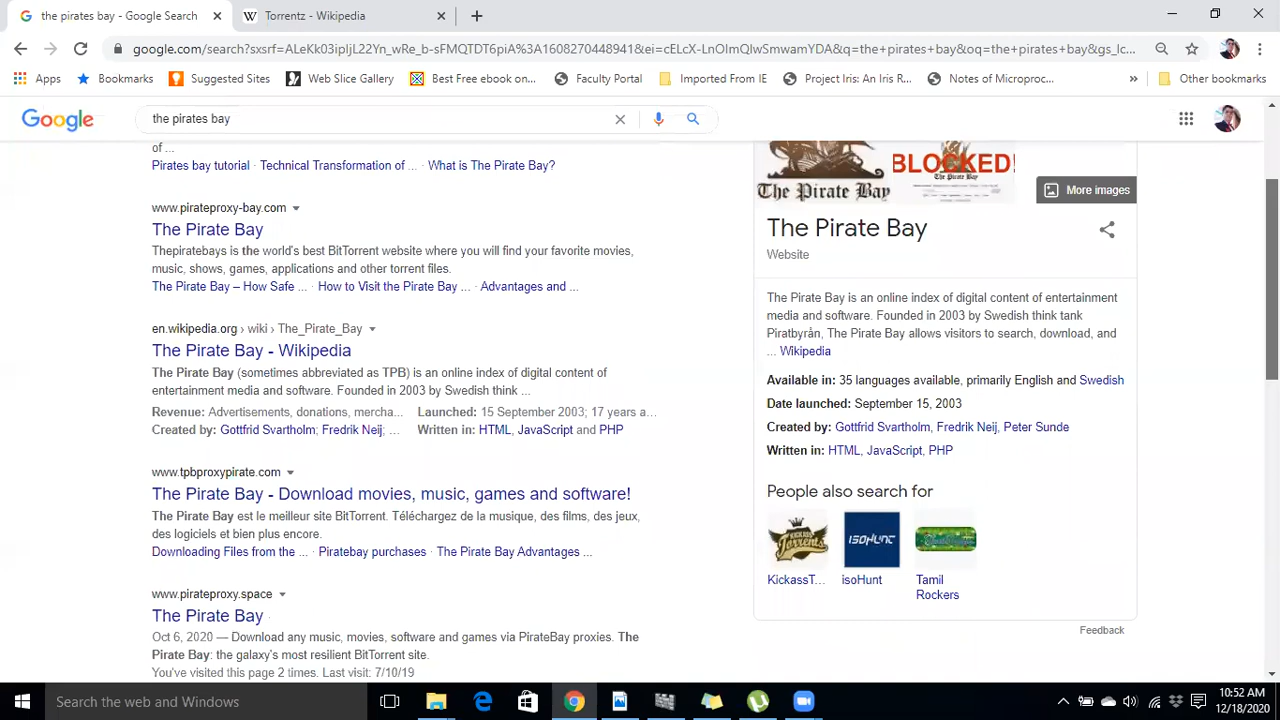 the pirates bay - Google Search
Torrentz - Wikipedia
google.com/search?sxsrf=ALeKk03ipIjL22Yn_wRe_b-sFMQTDT6piA%3A1608270448941&ei=cELcX-LnOImQlwSmwamYDA&q=the+pirates+bay&oq=the+pirates+bay&gs_lc...
Apps
Bookmarks
Suggested Sites
Web Slice Gallery
Best Free ebook on...
Faculty Portal
Imported From IE
Project Iris: An Iris R...
Notes of Microproc...
»
Other bookmarks
Google
the pirates bay
of ...
Pirates bay tutorial · Technical Transformation of ... · What is The Pirate Bay?
www.pirateproxy-bay.com
The Pirate Bay
Thepiratebays is the world's best BitTorrent website where you will find your favorite movies,
music, shows, games, applications and other torrent files.
The Pirate Bay – How Safe ... · How to Visit the Pirate Bay ... · Advantages and ...
en.wikipedia.org › wiki › The_Pirate_Bay
The Pirate Bay - Wikipedia
The Pirate Bay (sometimes abbreviated as TPB) is an online index of digital content of
entertainment media and software. Founded in 2003 by Swedish think ...
Revenue: Advertisements, donations, mercha... Launched: 15 September 2003; 17 years a...
Created by: Gottfrid Svartholm; Fredrik Neij; ... Written in: HTML, JavaScript and PHP
www.tpbproxypirate.com
The Pirate Bay - Download movies, music, games and software!
The Pirate Bay est le meilleur site BitTorrent. Téléchargez de la musique, des films, des jeux,
des logiciels et bien plus encore.
Downloading Files from the ... · Piratebay purchases · The Pirate Bay Advantages ...
www.pirateproxy.space
The Pirate Bay
Oct 6, 2020 — Download any music, movies, software and games via PirateBay proxies. The
Pirate Bay: the galaxy's most resilient BitTorrent site.
You've visited this page 2 times. Last visit: 7/10/19
The Pirate Bay
BLOCKED!
The Pirate Bay
More images
The Pirate Bay
Website
The Pirate Bay is an online index of digital content of entertainment
media and software. Founded in 2003 by Swedish think tank
Piratbyrån, The Pirate Bay allows visitors to search, download, and
... Wikipedia
Available in: 35 languages available, primarily English and Swedish
Date launched: September 15, 2003
Created by: Gottfrid Svartholm, Fredrik Neij, Peter Sunde
Written in: HTML, JavaScript, PHP
People also search for
Kickass
Torrents
ISOHUNT
KickassT...
isoHunt
Tamil
Rockers
Feedback
Search the web and Windows
10:52 AM
12/18/2020